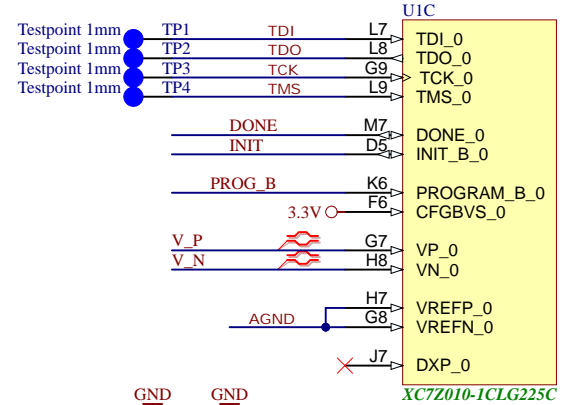 U1C
Testpoint 1mm TP1 TDI L7 TDI_0
Testpoint 1mm TP2 TDO L8 TDO_0
Testpoint 1mm TP3 TCK G9 TCK_0
Testpoint 1mm TP4 TMS L9 TMS_0
DONE M7 DONE_0
INIT D5 INIT_B_0
PROG_B K6 PROGRAM_B_0
3.3V F6 CFGBVS_0
V_P G7 VP_0
V_N H8 VN_0
H7 VREFP_0
AGND G8 VREFN_0
J7 DXP_0
GND GND XC7Z010-1CLG225C